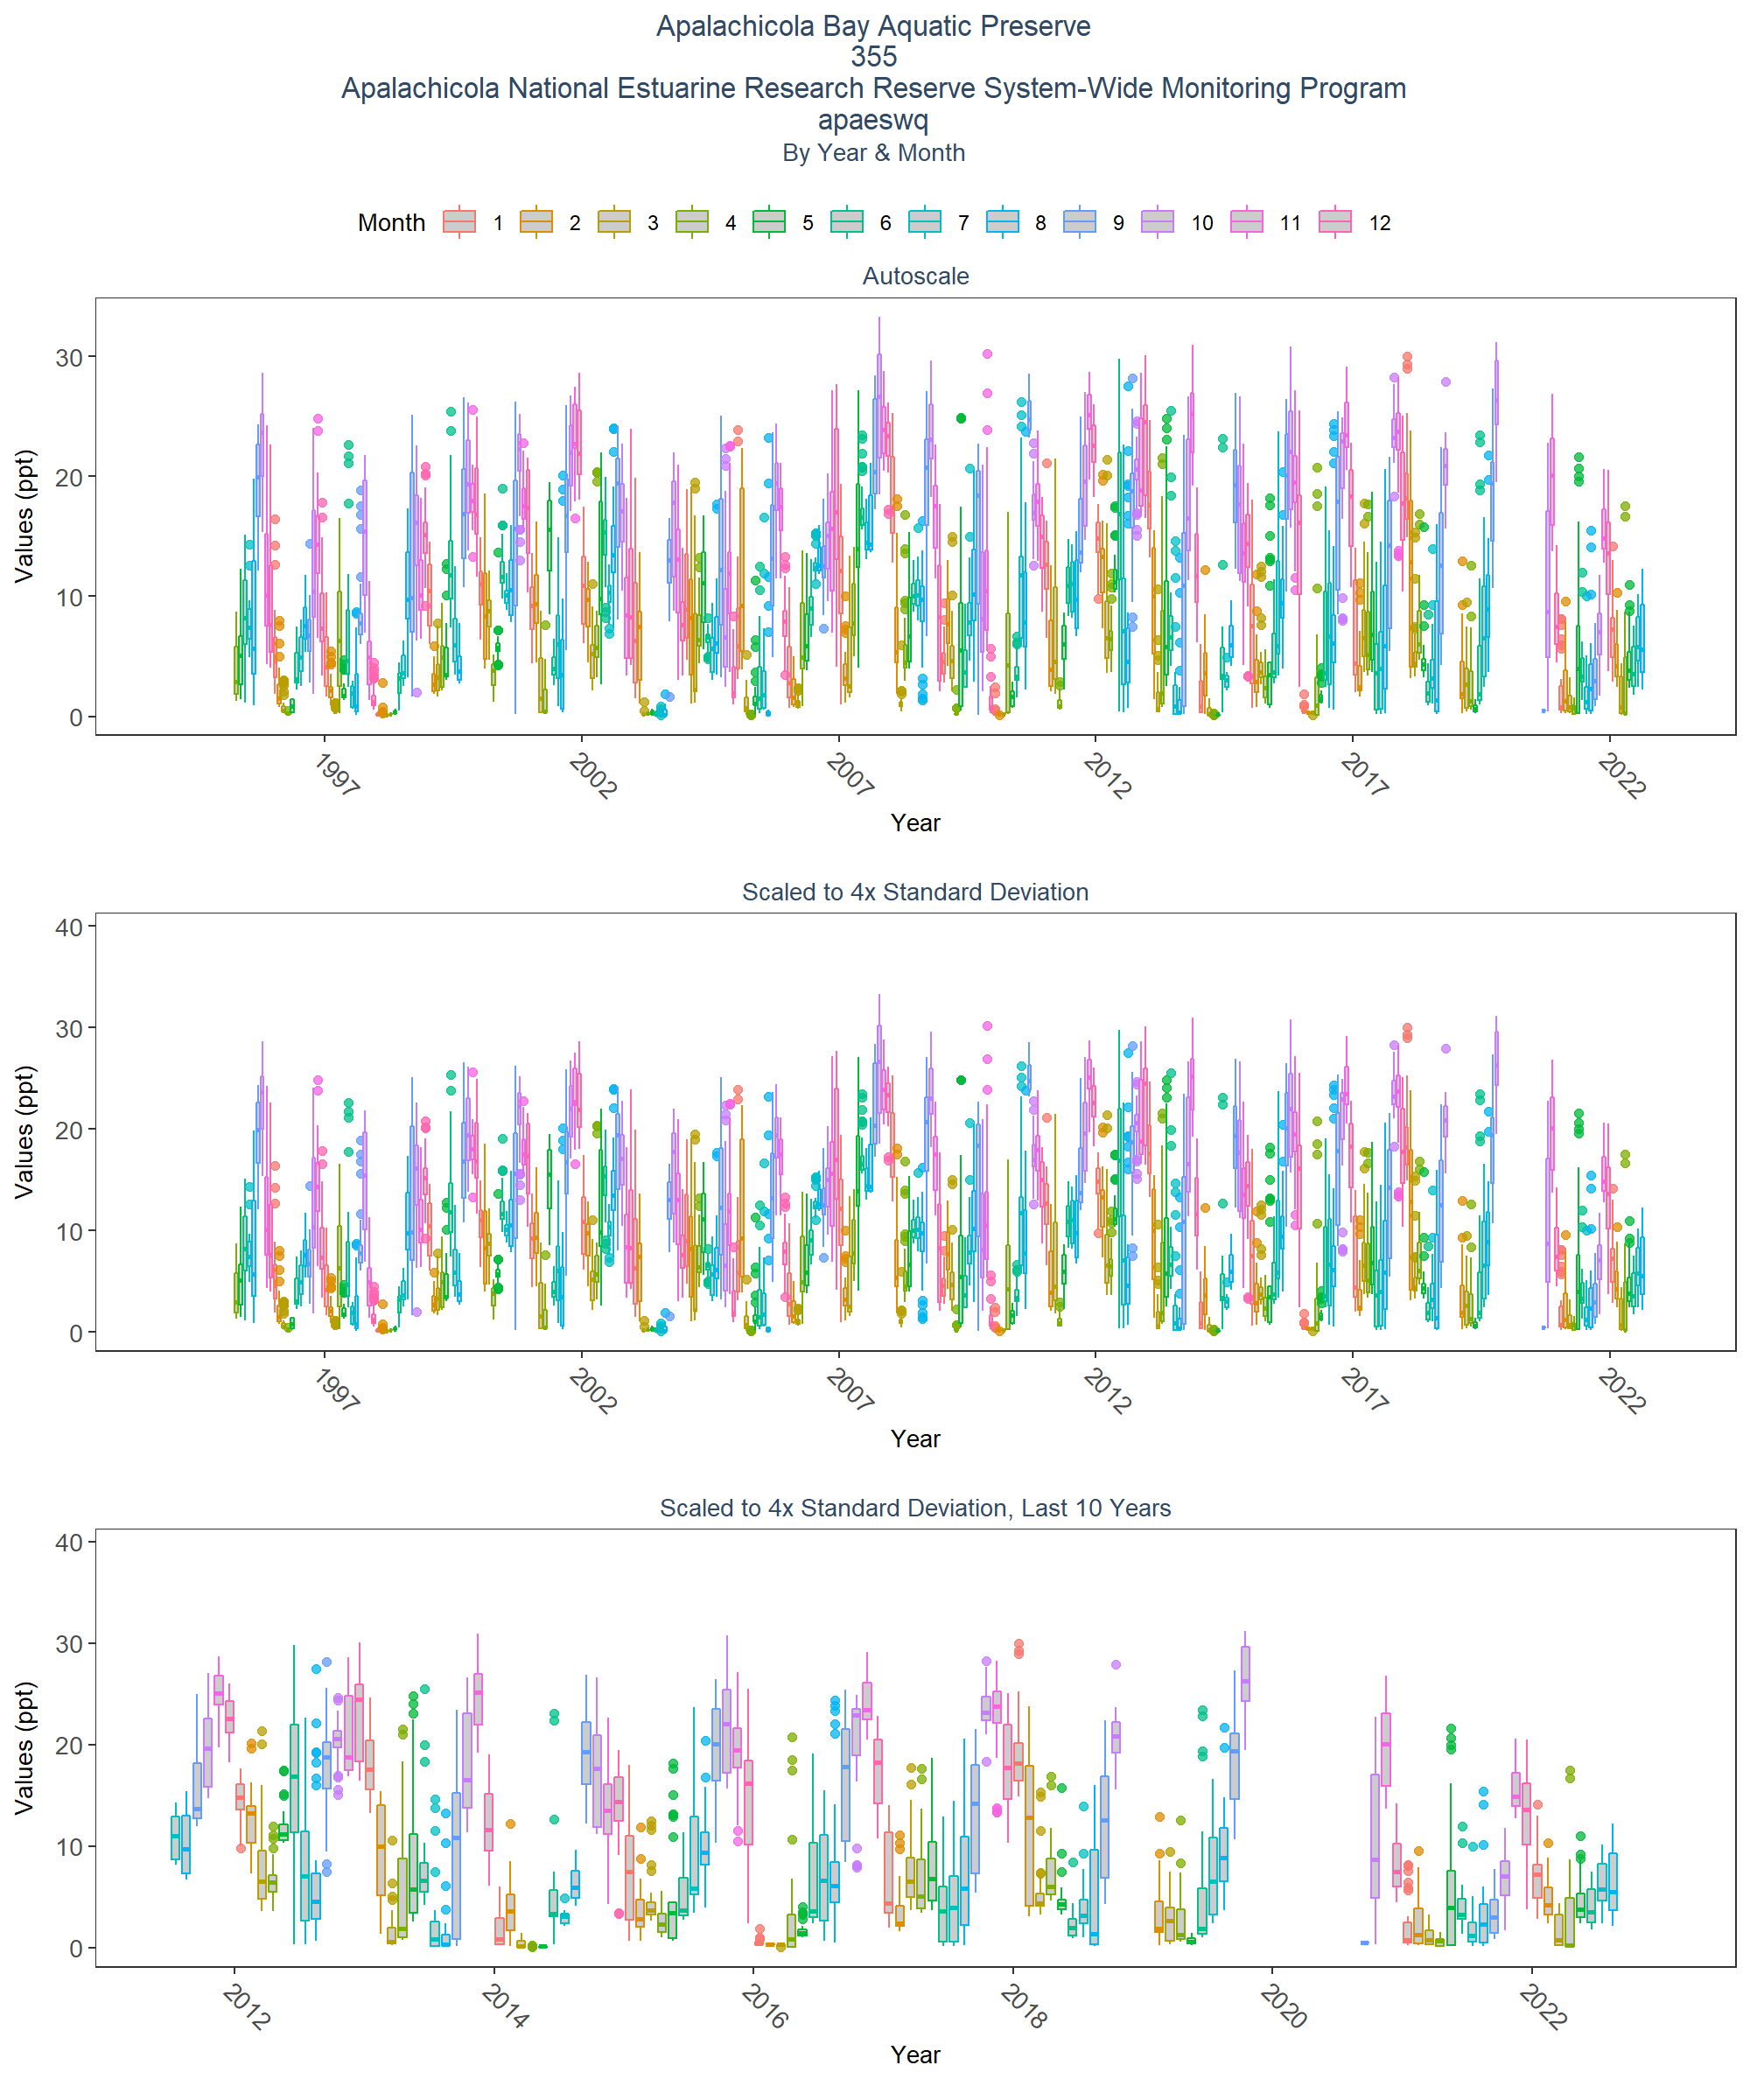 Apalachicola Bay Aquatic Preserve
355
Apalachicola National Estuarine Research Reserve System-Wide Monitoring Program
apaeswq
By Year & Month
Month 1 2 3 4 5 6 7 8 9 10 11 12
Autoscale
Values (ppt)
30
20
10
0
1997 2002 2007 2012 2017 2022
Year
Scaled to 4x Standard Deviation
Values (ppt)
40
30
20
10
0
1997 2002 2007 2012 2017 2022
Year
Scaled to 4x Standard Deviation, Last 10 Years
Values (ppt)
40
30
20
10
0
2012 2014 2016 2018 2020 2022
Year